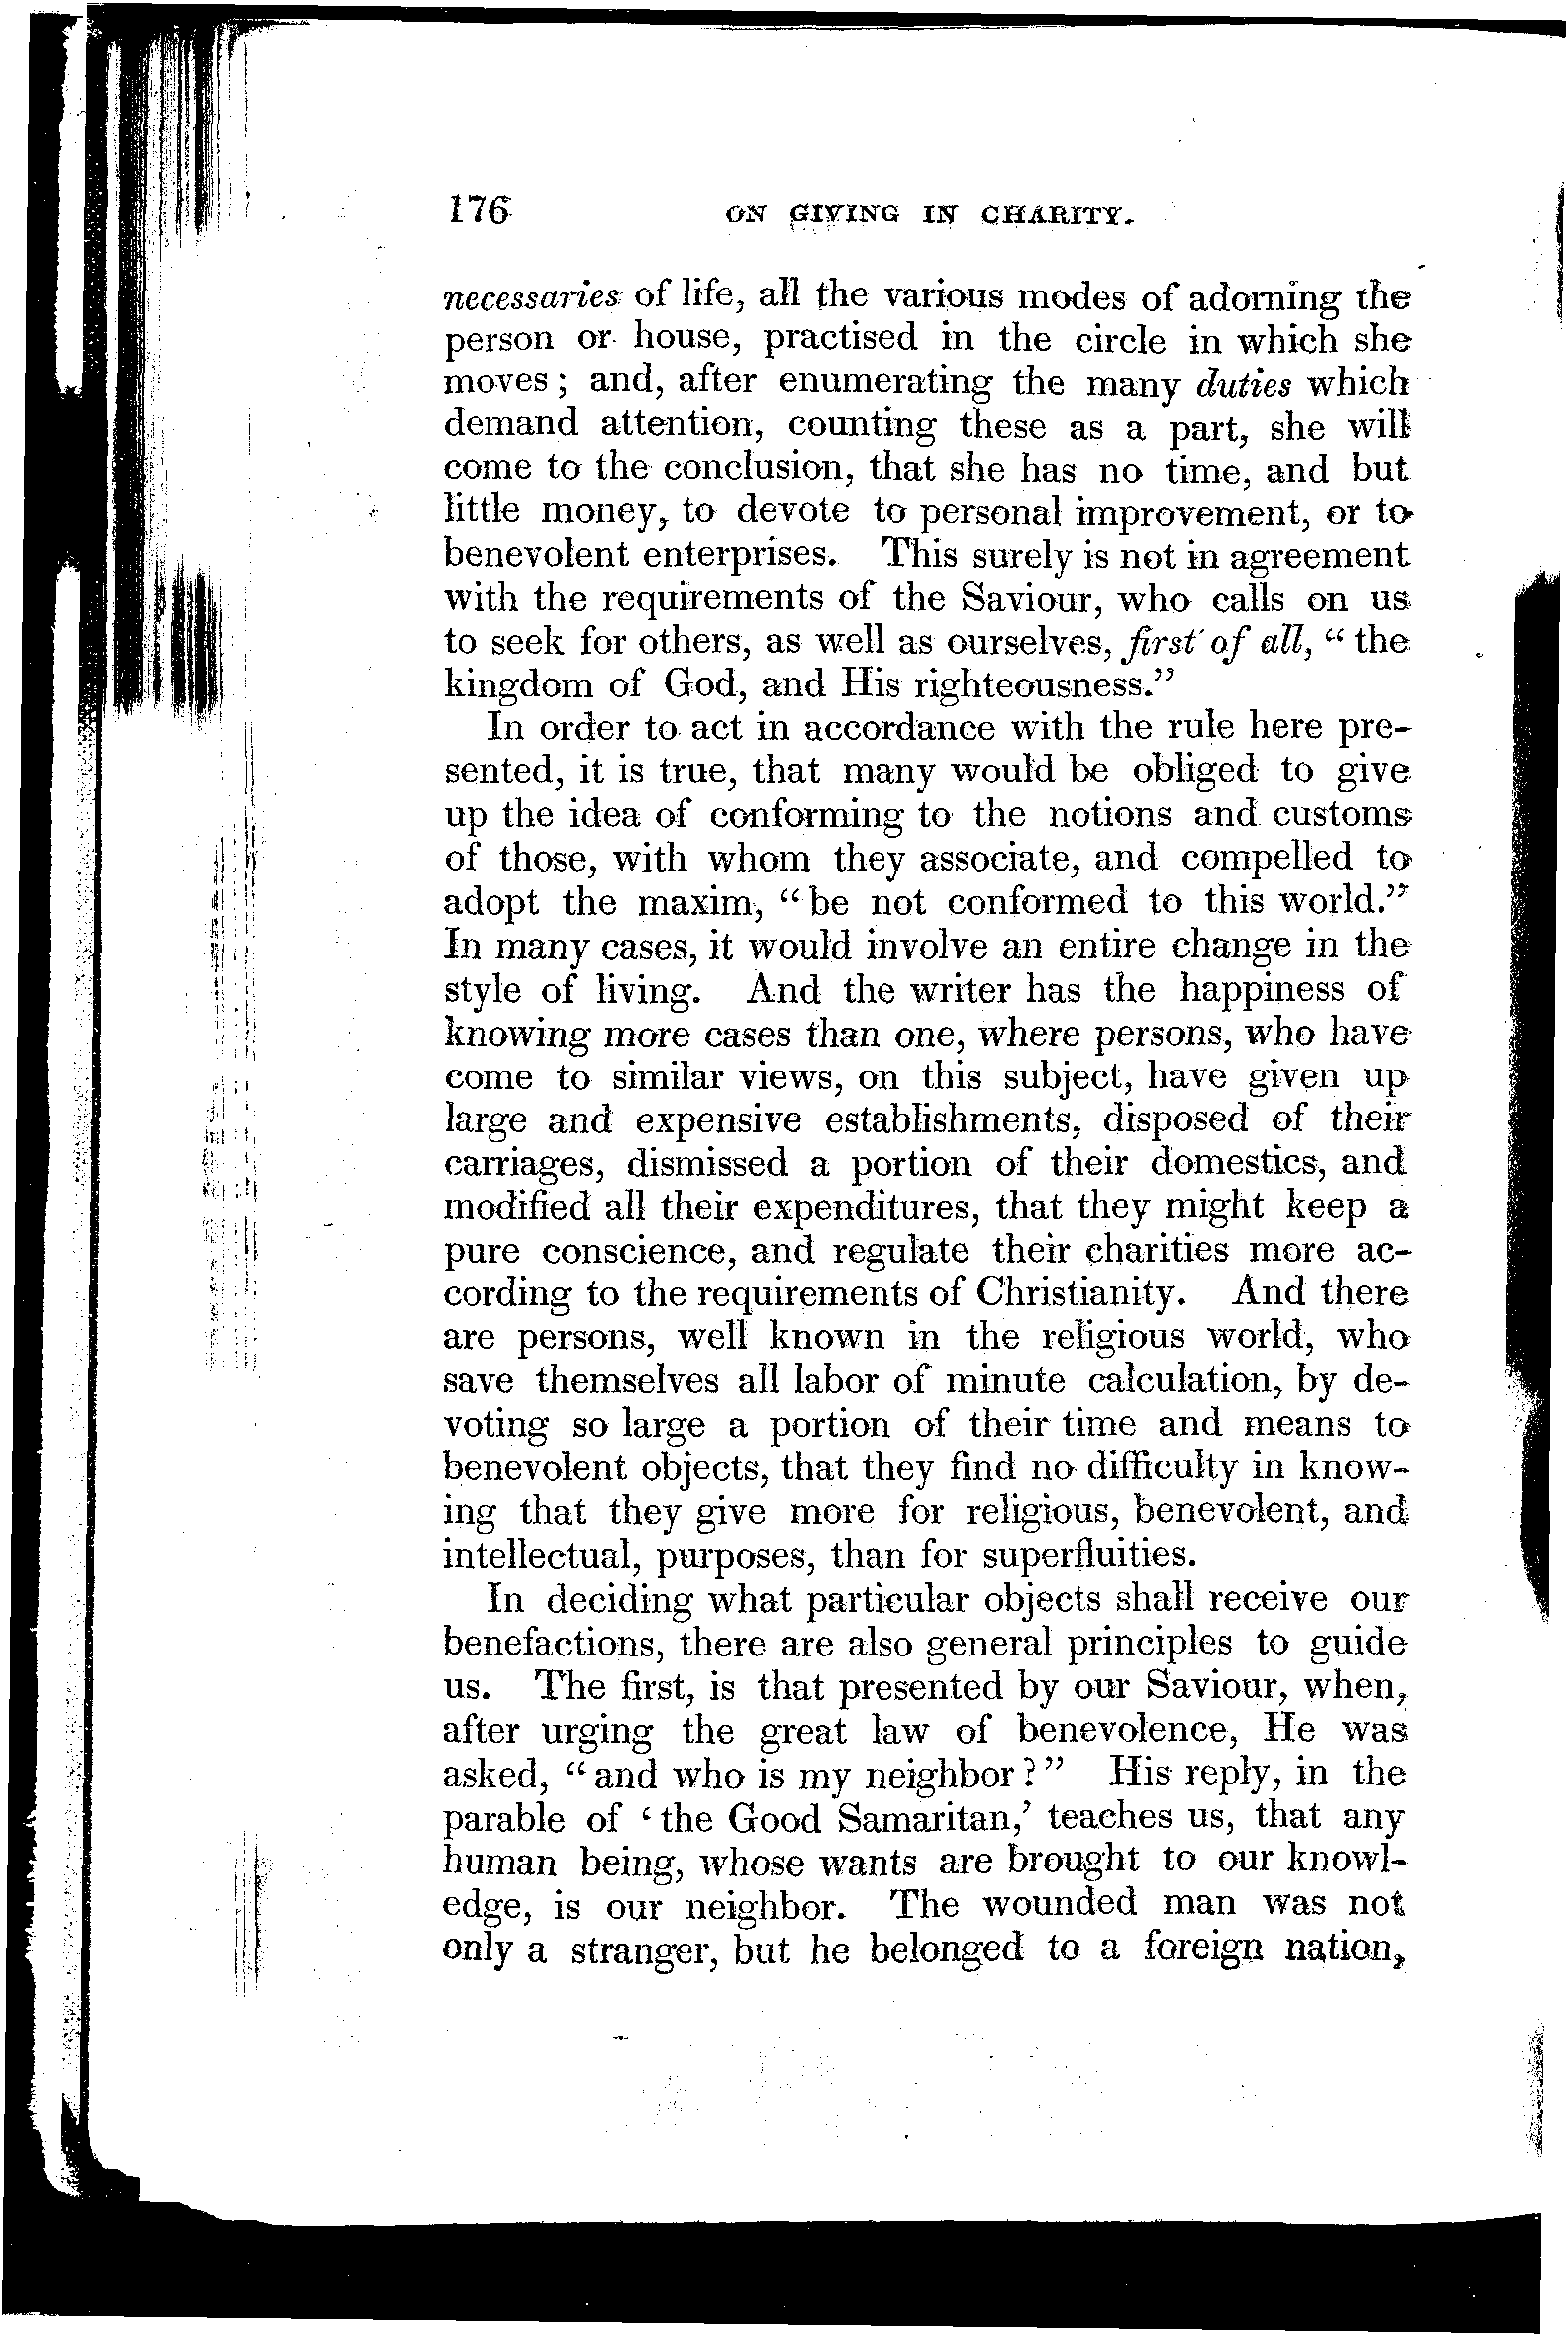 176 ON GIVING IN CHARITY.
necessaries of life, all the various modes of adorning the
person or house, practised in the circle in which she
moves; and, after enumerating the many duties which
demand attention, counting these as a part, she will
come to the conclusion, that she has no time, and but
little money, to devote to personal improvement, or to
benevolent enterprises. This surely is not in agreement
with the requirements of the Saviour, who calls on us
to seek for others, as well as ourselves, first of all, “the
kingdom of God, and His righteousness.”
In order to act in accordance with the rule here pre-
sented, it is true, that many would be obliged to give
up the idea of conforming to the notions and customs
of those, with whom they associate, and compelled to
adopt the maxim, “be not conformed to this world.”
In many cases, it would involve an entire change in the
style of living. And the writer has the happiness of
knowing more cases than one, where persons, who have
come to similar views, on this subject, have given up
large and expensive establishments, disposed of their
carriages, dismissed a portion of their domestics, and
modified all their expenditures, that they might keep a
pure conscience, and regulate their charities more ac-
cording to the requirements of Christianity. And there
are persons, well known in the religious world, who
save themselves all labor of minute calculation, by de-
voting so large a portion of their time and means to
benevolent objects, that they find no difficulty in know-
ing that they give more for religious, benevolent, and
intellectual, purposes, than for superfluities.
In deciding what particular objects shall receive our
benefactions, there are also general principles to guide
us. The first, is that presented by our Saviour, when,
after urging the great law of benevolence, He was
asked, “and who is my neighbor?” His reply, in the
parable of ‘the Good Samaritan,’ teaches us, that any
human being, whose wants are brought to our knowl-
edge, is our neighbor. The wounded man was not
only a stranger, but he belonged to a foreign nation,